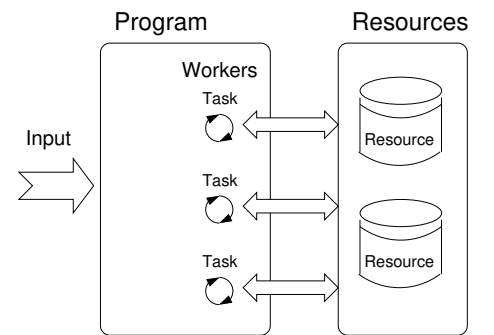 Program
Resources
Workers
Task
Resource
Input
Task
Task
Resource